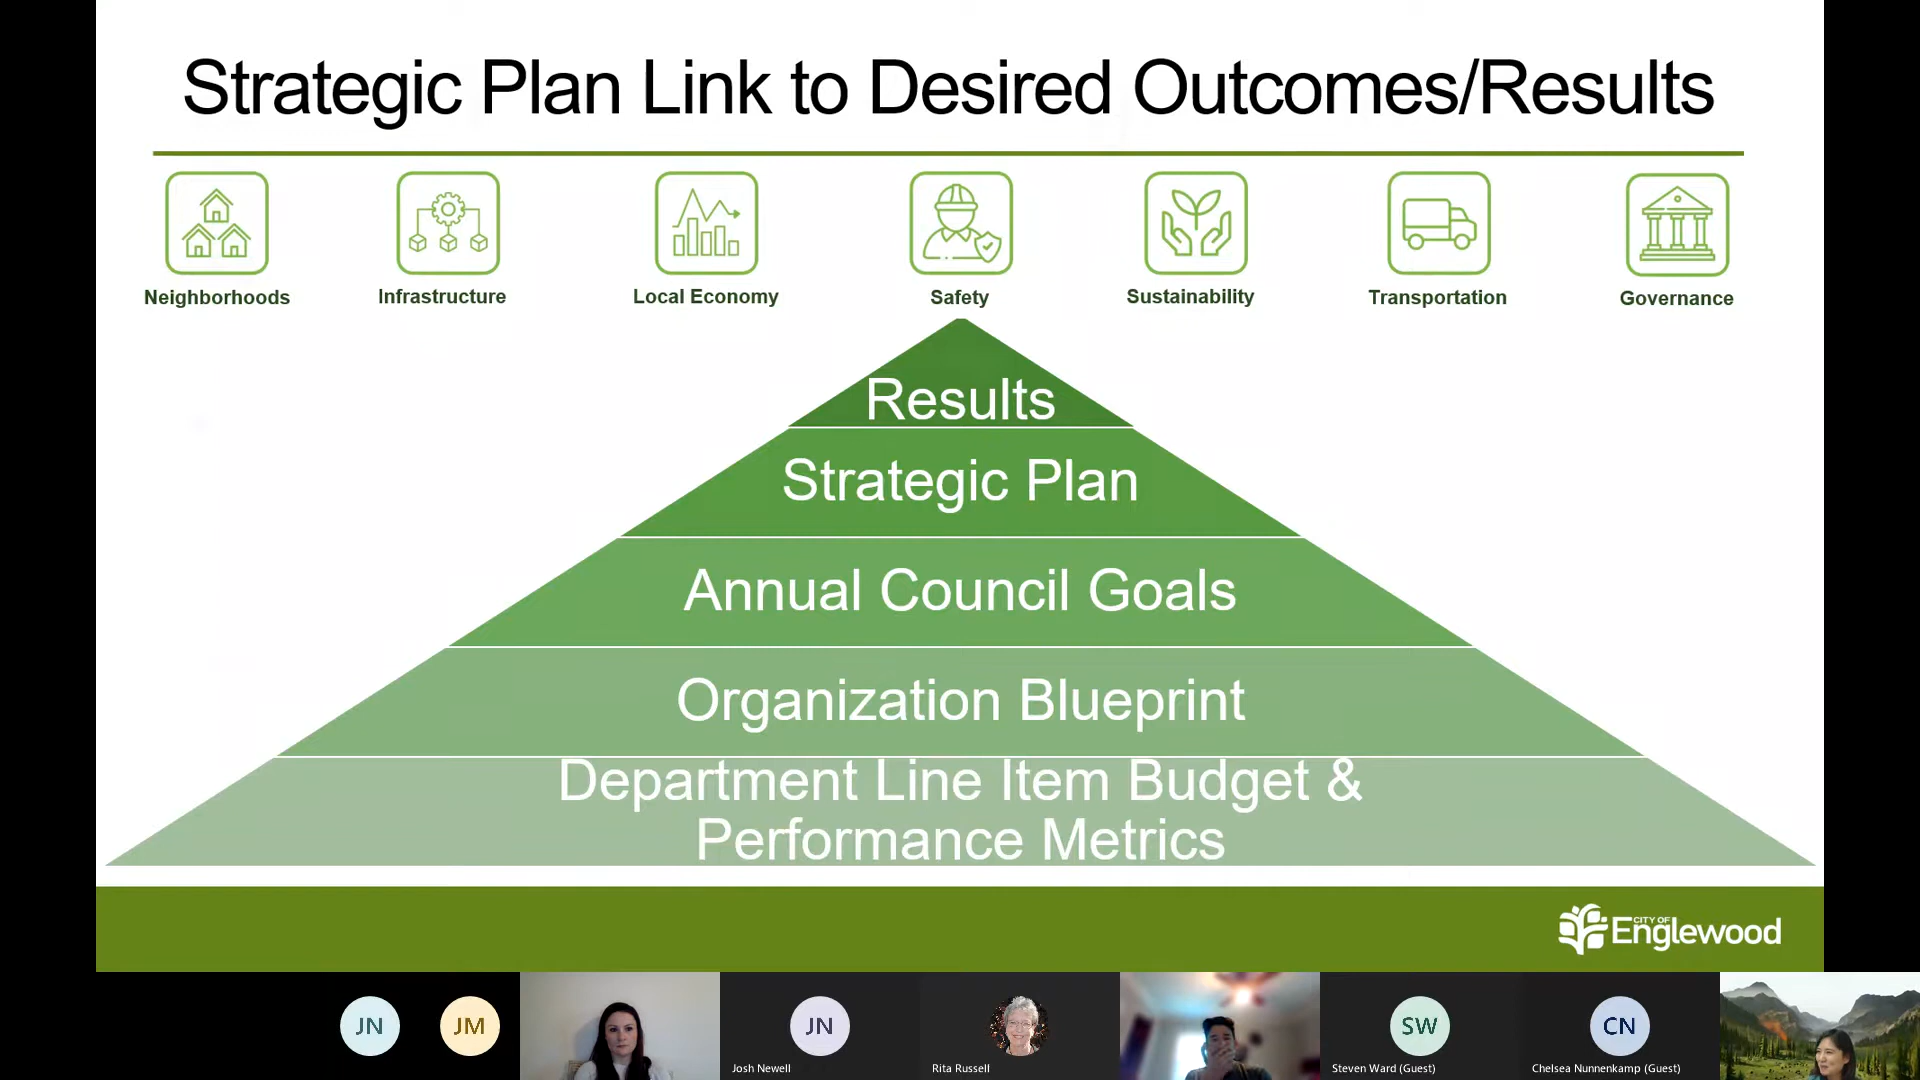 Strategic Plan Link to Desired Outcomes/Results
Neighborhoods
Infrastructure
Local Economy
Safety
Sustainability
Transportation
Governance
Results
Strategic Plan
Annual Council Goals
Organization Blueprint
Department Line Item Budget &
Performance Metrics
CITY OF
Englewood
JN
JM
JN
Josh Newell
Rita Russell
SW
Steven Ward (Guest)
CN
Chelsea Nunnenkamp (Guest)